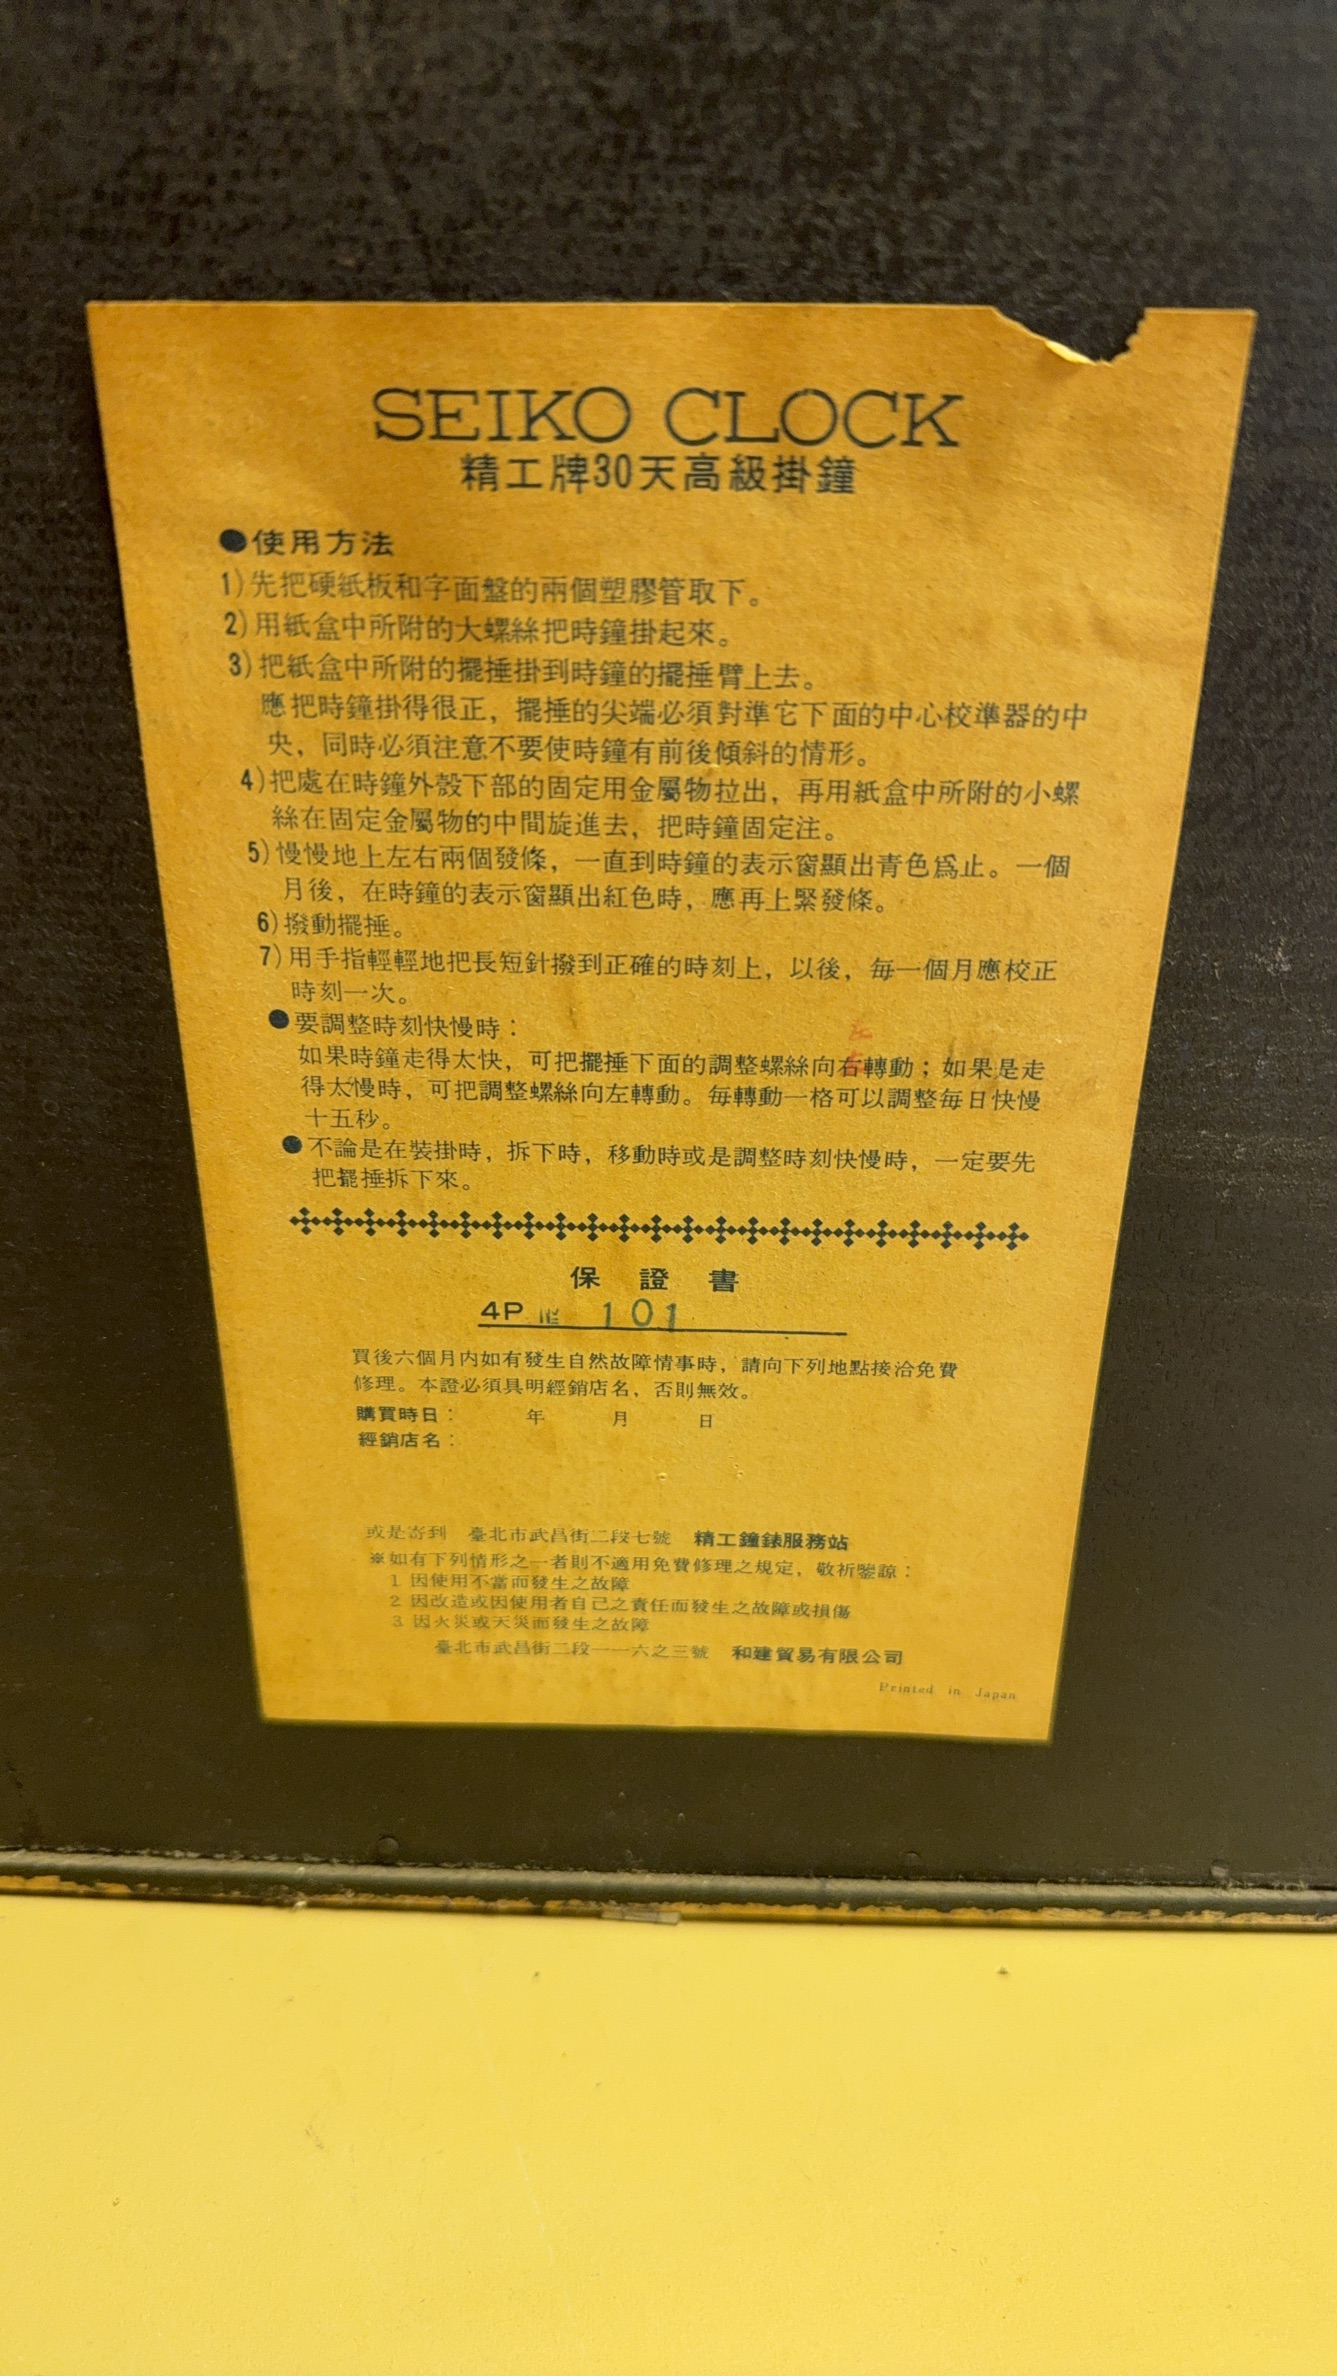 SEIKO CLOCK
精工牌30天高級掛鐘
●使用方法
1)先把硬紙板和字面盤的兩個塑膠管取下。
2)用紙盒中所附的大螺絲把時鐘掛起來。
3)把紙盒中所附的擺捶掛到時鐘的擺捶臂上去。
應把時鐘掛得很正，擺捶的尖端必須對準它下面的中心校準器的中
央，同時必須注意不要使時鐘有前後傾斜的情形。
4)把處在時鐘外殼下部的固定用金屬物拉出，再用紙盒中所附的小螺
絲在固定金屬物的中間旋進去，把時鐘固定注。
5)慢慢地上左右兩個發條，一直到時鐘的表示窗顯出青色爲止。一個
月後，在時鐘的表示窗顯出紅色時，應再上緊發條。
6)撥動擺捶。
7)用手指輕輕地把長短針撥到正確的時刻上，以後，每一個月應校正
時刻一次。
●要調整時刻快慢時：
如果時鐘走得太快，可把擺捶下面的調整螺絲向右轉動；如果是走
得太慢時，可把調整螺絲向左轉動。每轉動一格可以調整每日快慢
十五秒。
●不論是在裝掛時，拆下時，移動時或是調整時刻快慢時，一定要先
把擺捶拆下來。
保證書
4P 101
買後六個月內如有發生自然故障情事時，請向下列地點接洽免費
修理。本證必須具明經銷店名，否則無效。
購買時日： 年 月 日
經銷店名：
或是寄到 臺北市武昌街二段七號 精工鐘錶服務站
※如有下列情形之一者則不適用免費修理之規定，敬祈鑒諒：
1 因使用不當而發生之故障
2 因改造或因使用者自己之責任而發生之故障或損傷
3 因火災或天災而發生之故障
臺北市武昌街二段一一六之三號 和建貿易有限公司
Printed in Japan